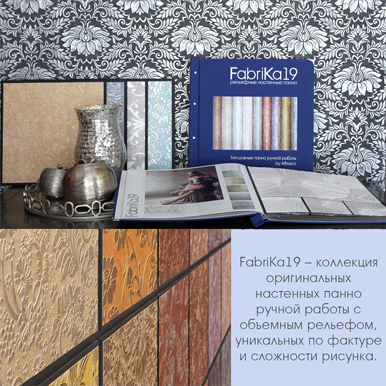 FabriKa19
рельефные настенные панно
Бесшовные панно ручной работы
by Affresco
FabriKa19 – коллекция
оригинальных
настенных панно
ручной работы с
объемным рельефом,
уникальных по фактуре
и сложности рисунка.